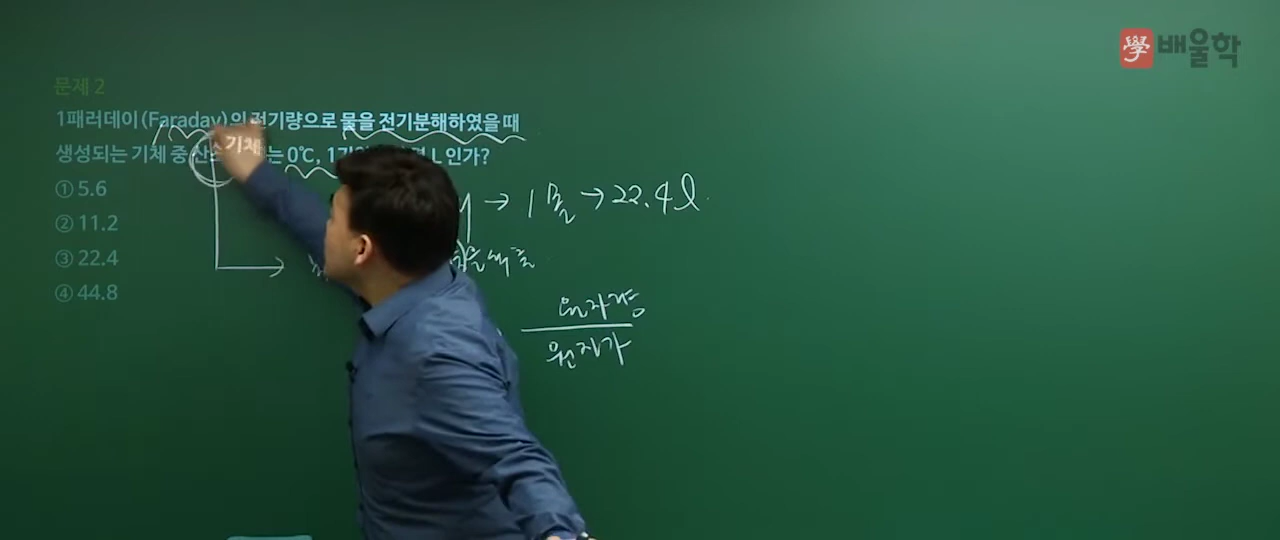 學 배울학
문제 2
1패러데이 (Faraday)의 전기량으로 물을 전기분해하였을 때
생성되는 기체 중 산소 기체는 0℃, 1기 L 인가?
① 5.6
② 11.2
③ 22.4
④ 44.8
→ 1몰 → 22.4l
원자량
원자가